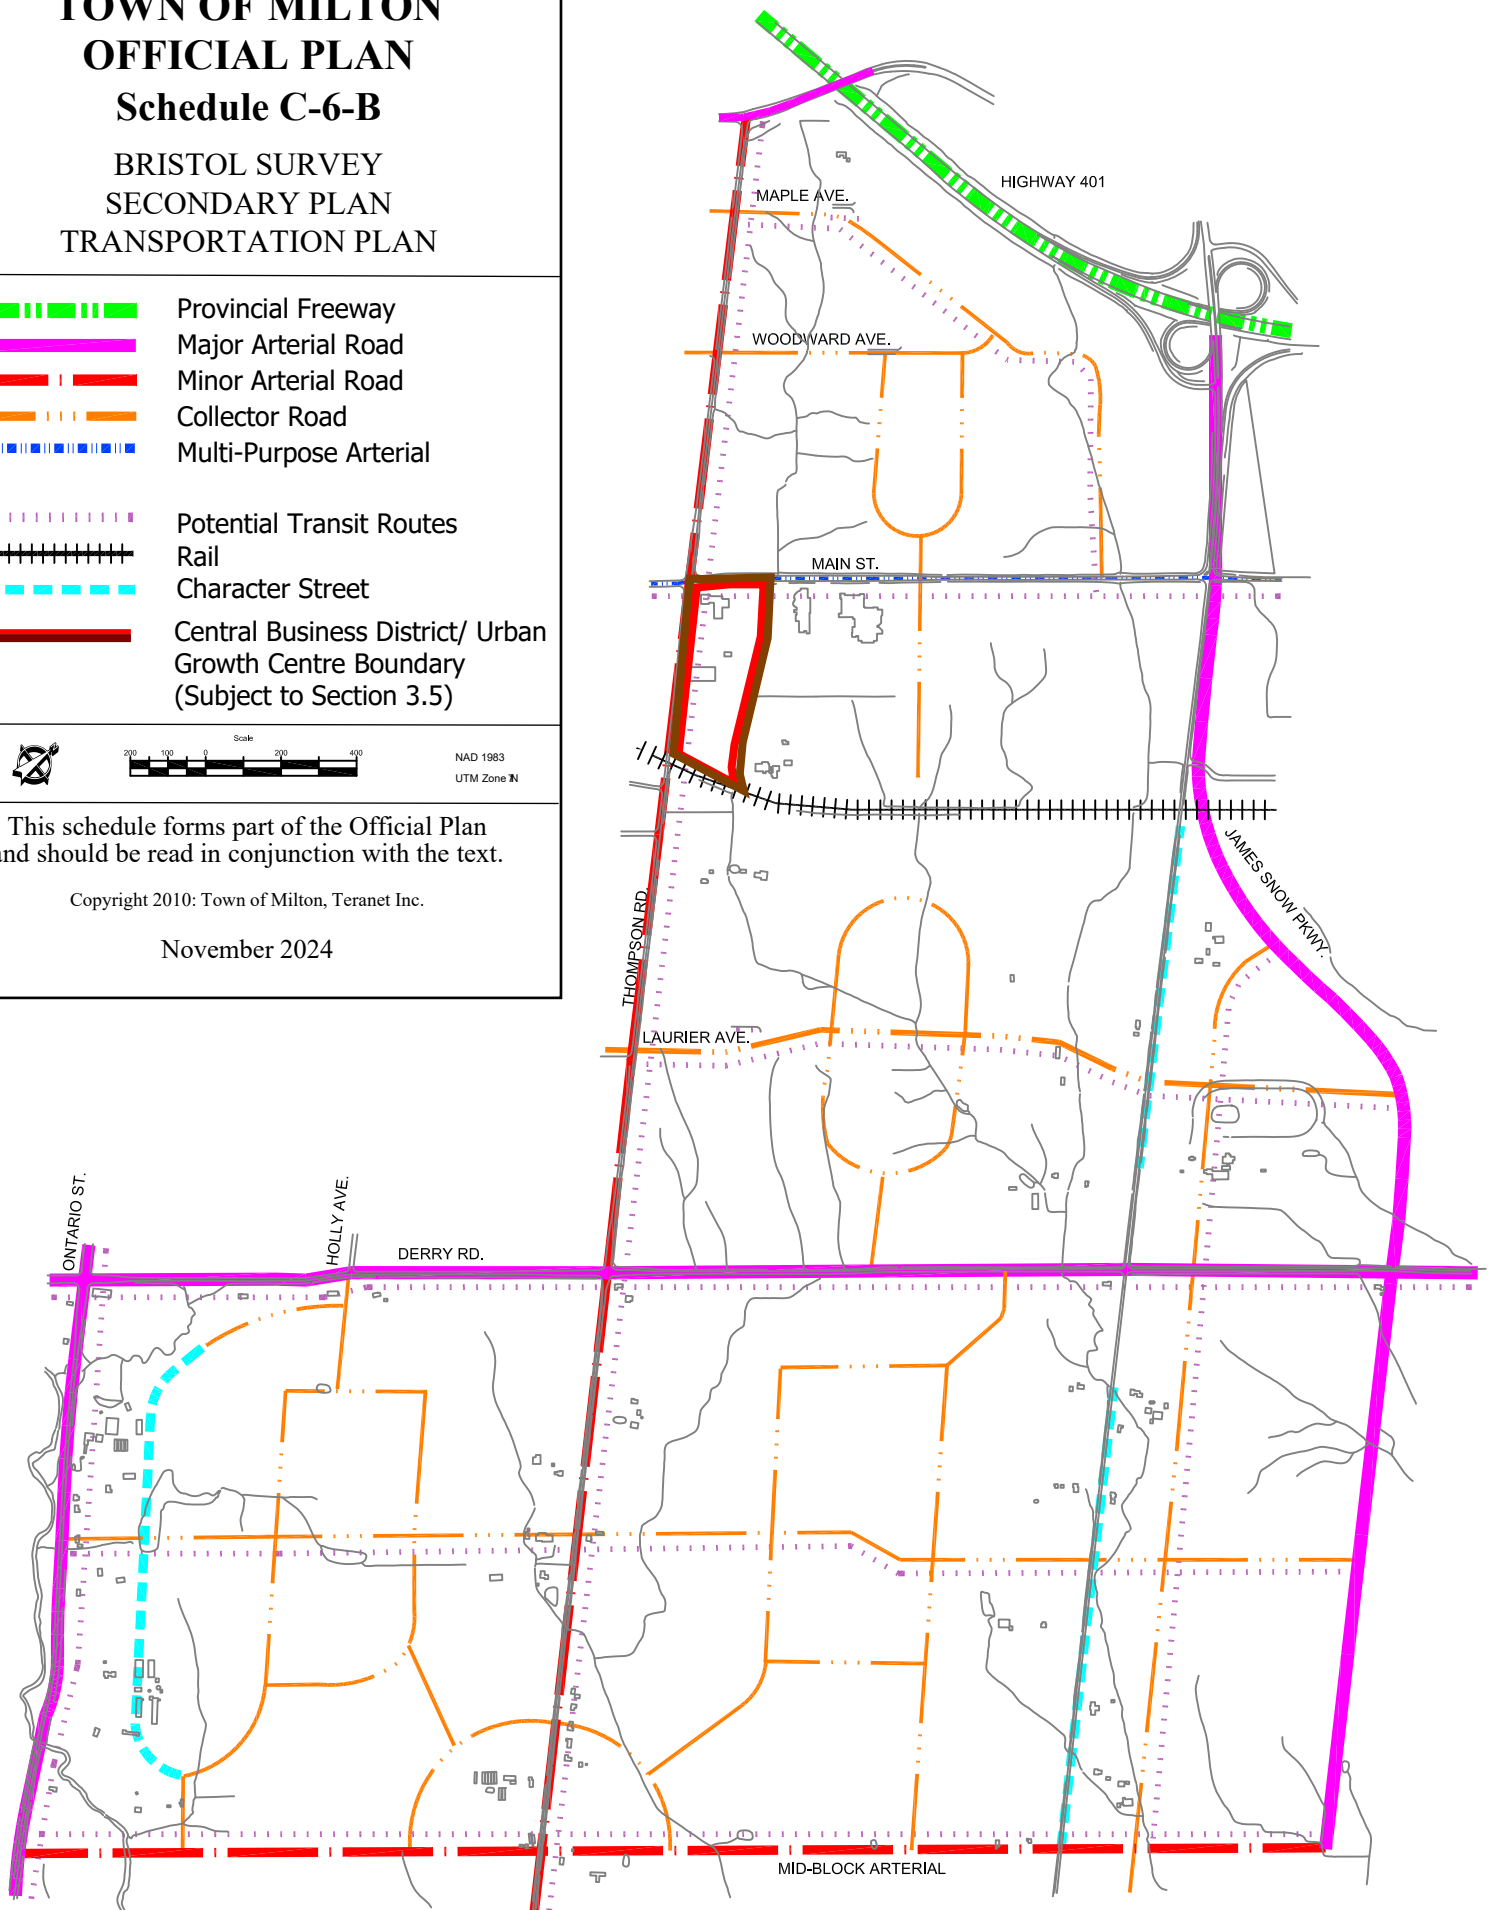 TOWN OF MILTON
OFFICIAL PLAN
Schedule C-6-B
BRISTOL SURVEY
SECONDARY PLAN
TRANSPORTATION PLAN
Provincial Freeway
Major Arterial Road
Minor Arterial Road
Collector Road
Multi-Purpose Arterial
Potential Transit Routes
Rail
Character Street
Central Business District/ Urban
Growth Centre Boundary
(Subject to Section 3.5)
Scale
200 100 0 200 400
NAD 1983
UTM Zone
This schedule forms part of the Official Plan
and should be read in conjunction with the text.
Copyright 2010: Town of Milton, Teranet Inc.
November 2024
HIGHWAY 401
MAPLE AVE.
WOODWARD AVE.
MAIN ST.
JAMES SNOW PKWY.
THOMPSON RD.
LAURIER AVE.
ONTARIO ST.
HOLLY AVE.
DERRY RD.
MID-BLOCK ARTERIAL